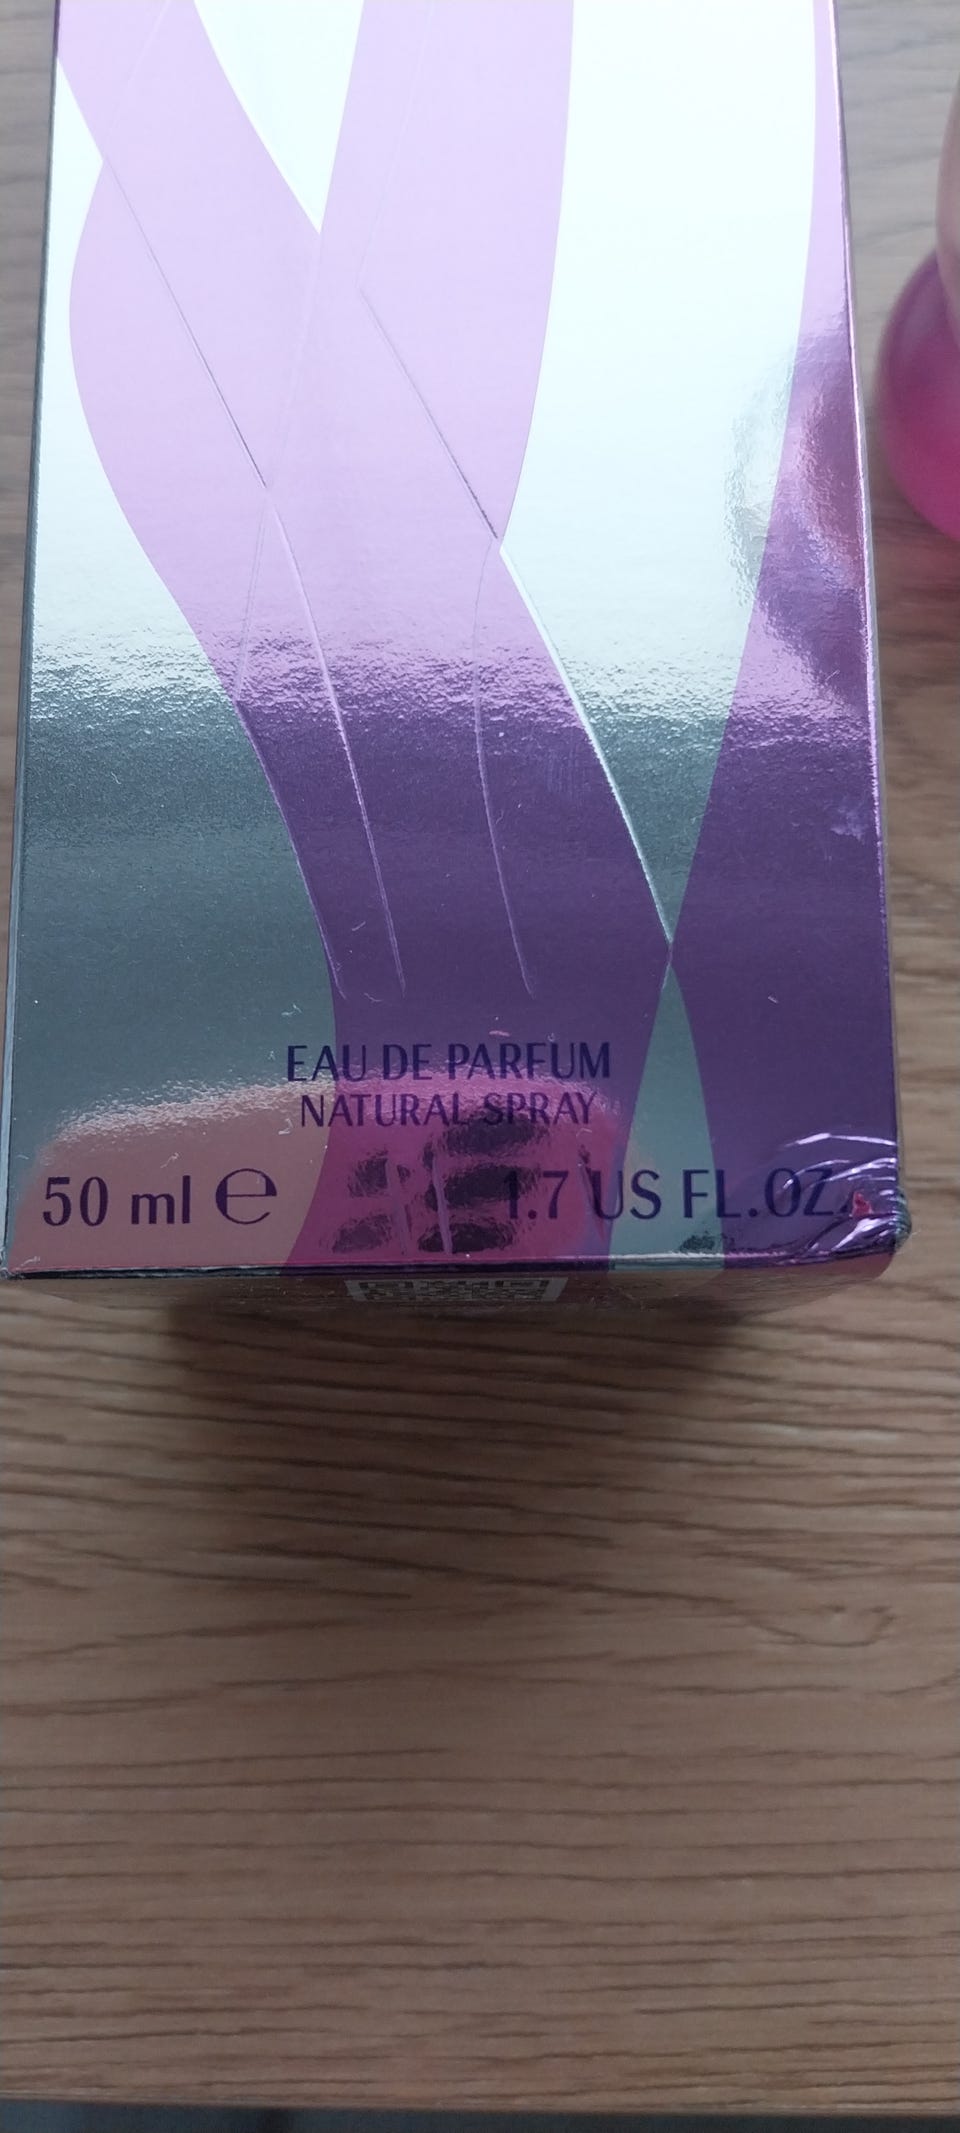 EAU DE PARFUM
NATURAL SPRAY
50 ml ℮ 1.7 US FL.OZ.